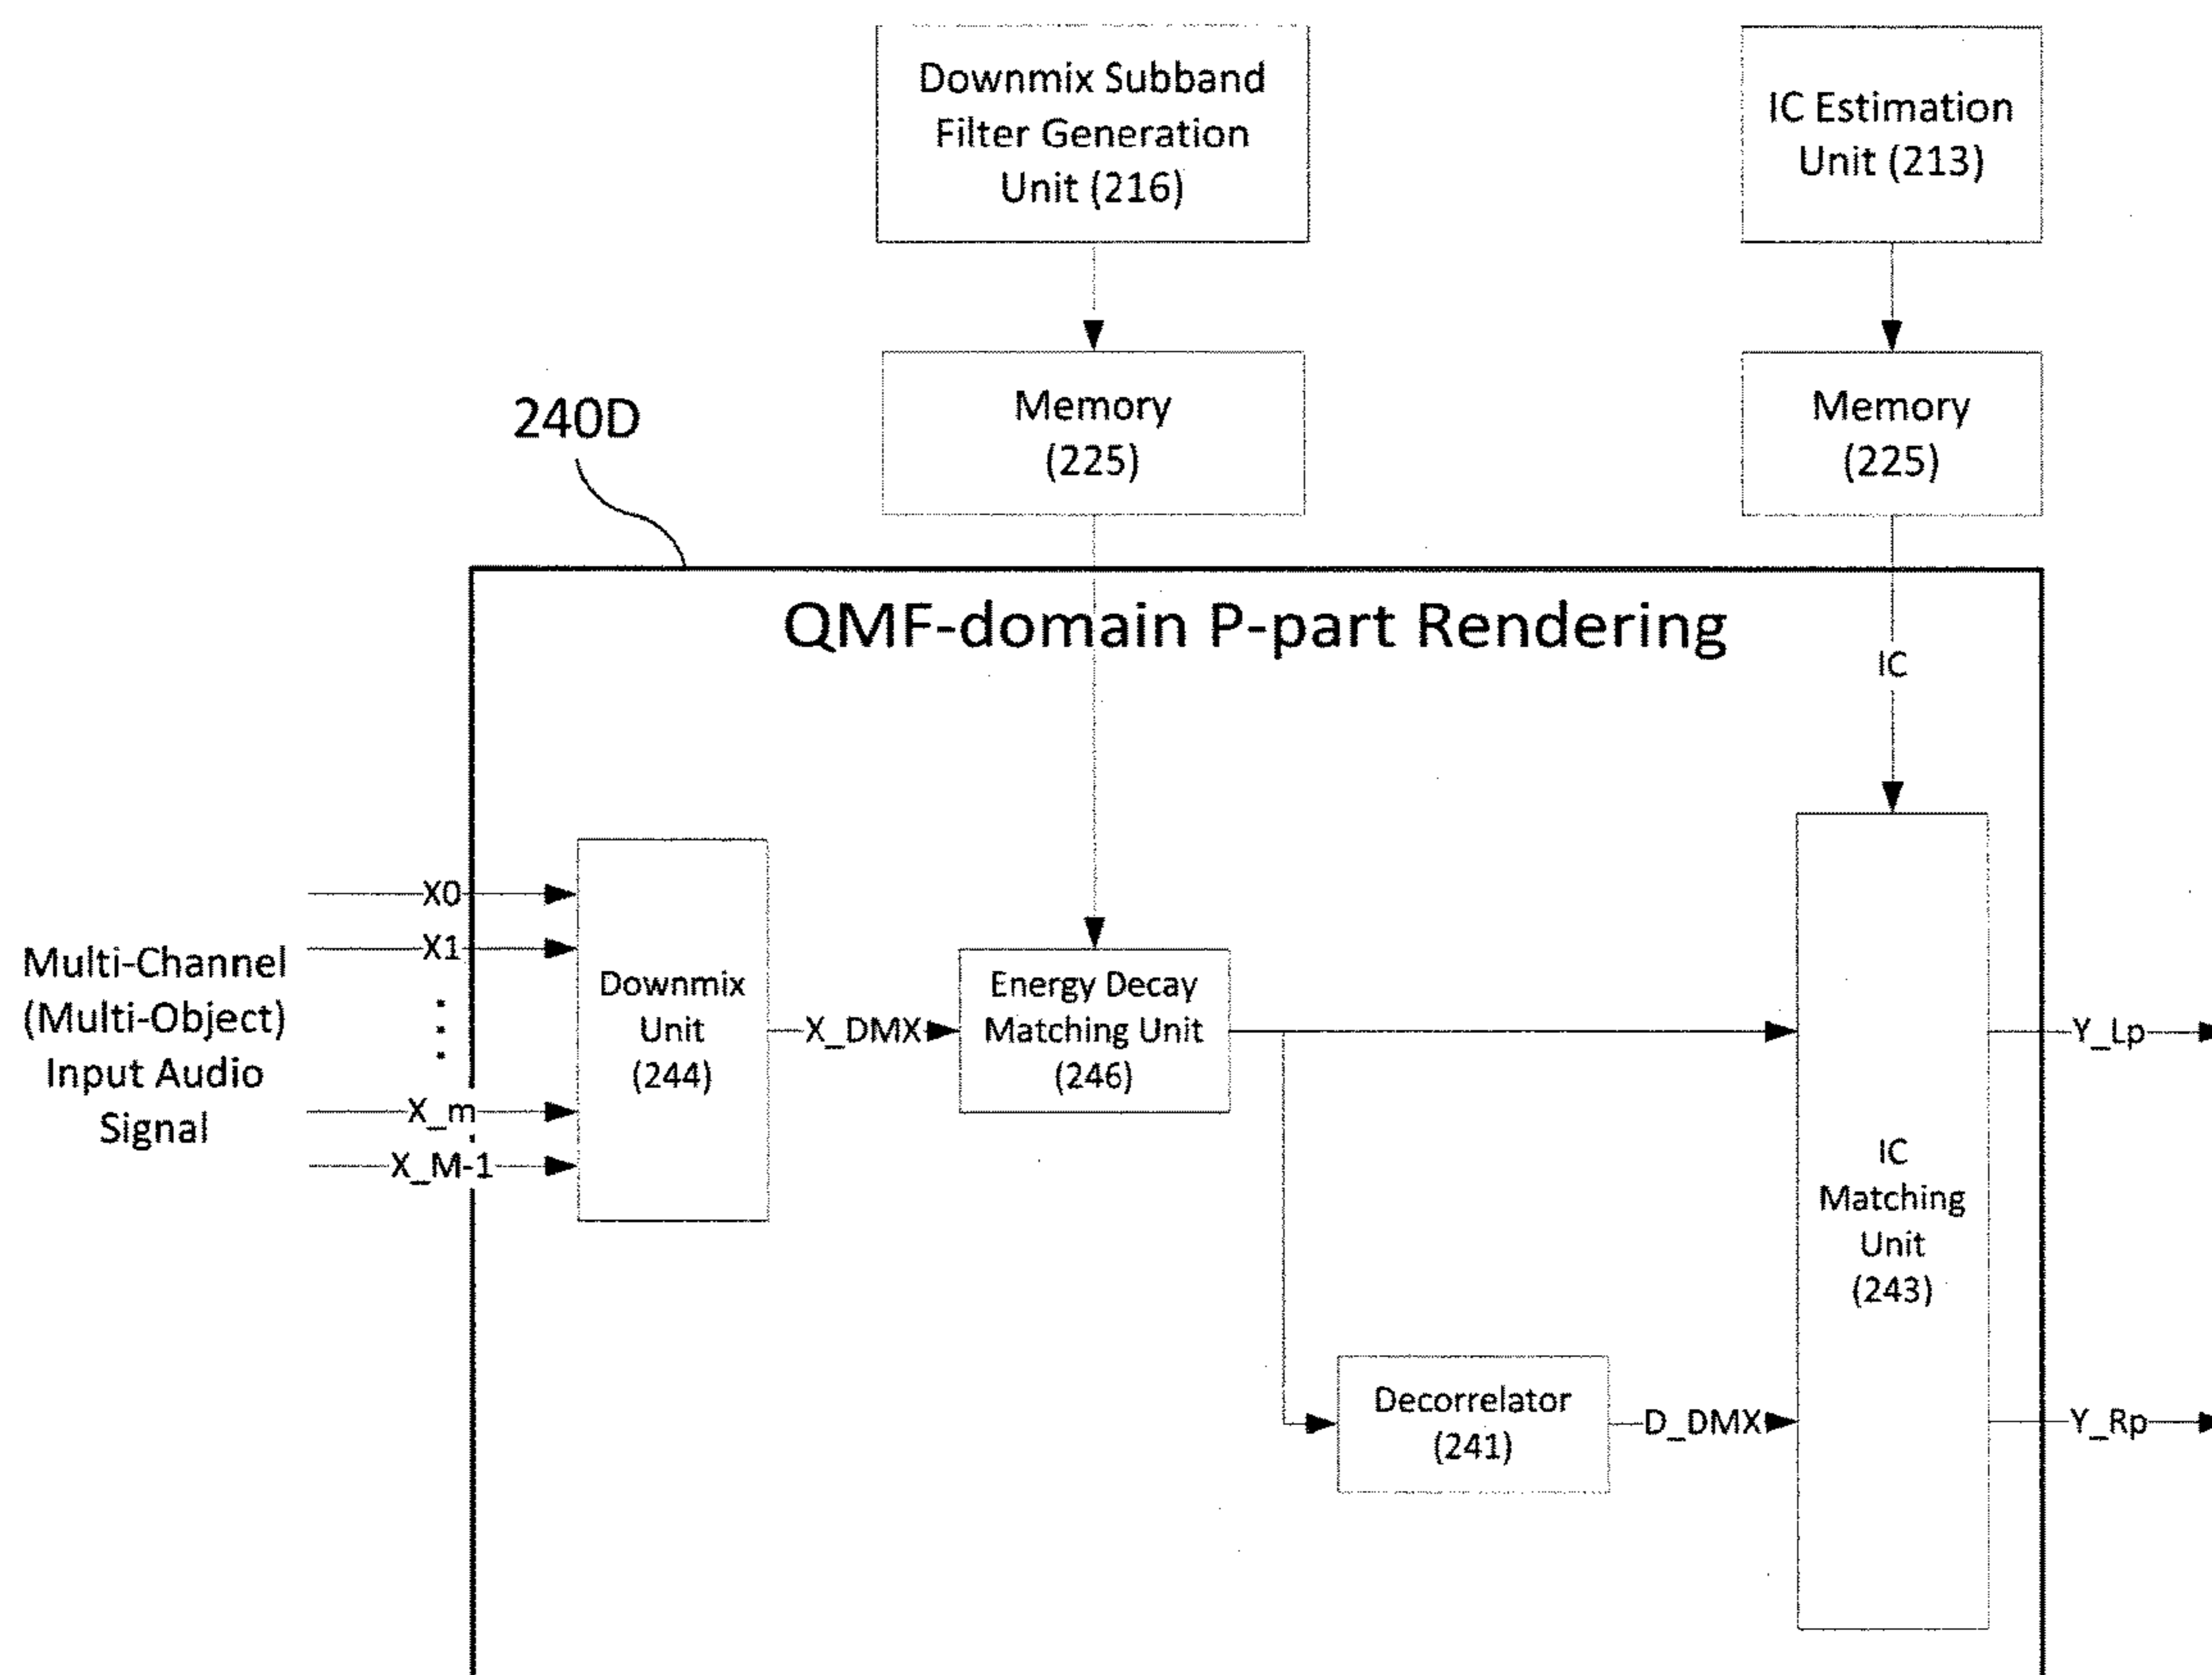 Downmix Subband
Filter Generation
Unit (216)
IC Estimation
Unit (213)
Memory
(225)
Memory
(225)
240D
QMF-domain P-part Rendering
IC
Multi-Channel
(Multi-Object)
Input Audio
Signal
X0
X1
X_m
X_M-1
Downmix
Unit
(244)
X_DMX
Energy Decay
Matching Unit
(246)
Decorrelator
(241)
D_DMX
IC
Matching
Unit
(243)
Y_Lp
Y_Rp